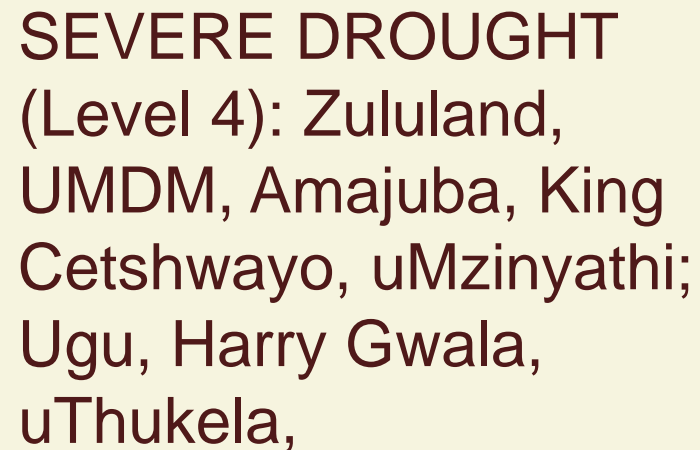 SEVERE DROUGHT
(Level 4): Zululand,
UMDM, Amajuba, King
Cetshwayo, uMzinyathi;
Ugu, Harry Gwala,
uThukela,